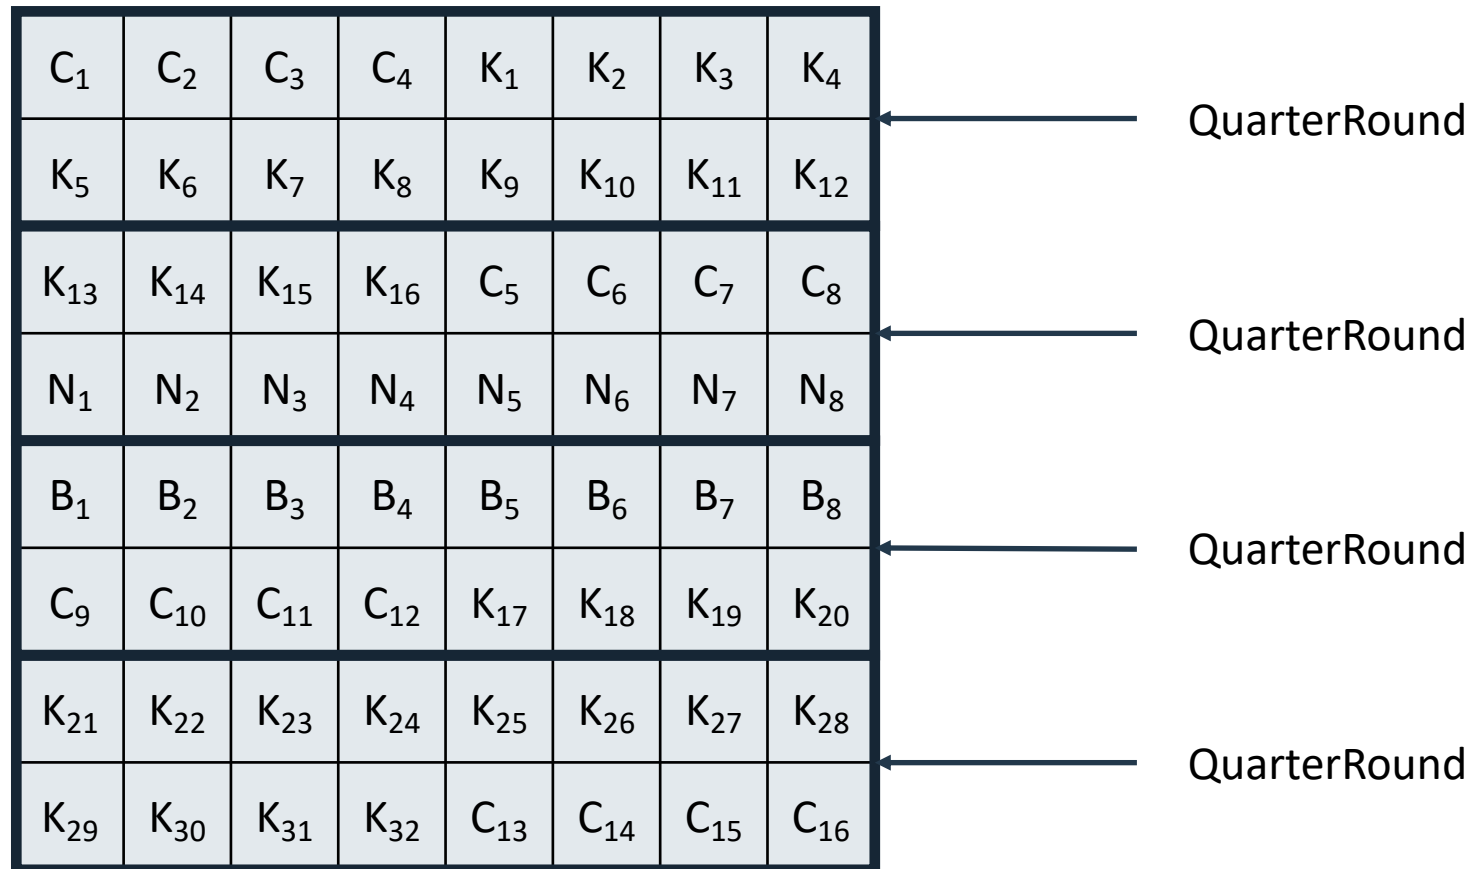 C₁ C₂ C₃ C₄ K₁ K₂ K₃ K₄
QuarterRound
K₅ K₆ K₇ K₈ K₉ K₁₀ K₁₁ K₁₂
K₁₃ K₁₄ K₁₅ K₁₆ C₅ C₆ C₇ C₈
QuarterRound
N₁ N₂ N₃ N₄ N₅ N₆ N₇ N₈
B₁ B₂ B₃ B₄ B₅ B₆ B₇ B₈
QuarterRound
C₉ C₁₀ C₁₁ C₁₂ K₁₇ K₁₈ K₁₉ K₂₀
K₂₁ K₂₂ K₂₃ K₂₄ K₂₅ K₂₆ K₂₇ K₂₈
QuarterRound
K₂₉ K₃₀ K₃₁ K₃₂ C₁₃ C₁₄ C₁₅ C₁₆